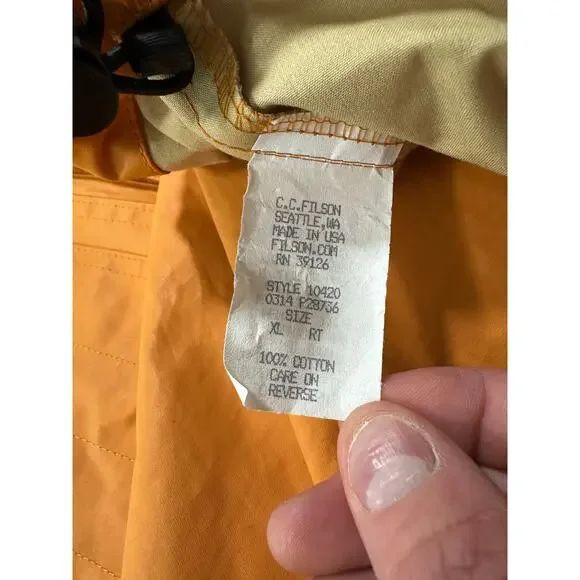 C.C.FILSON
SEATTLE,WA
MADE IN USA
FILSON.COM
RN 39126
STYLE 10420
0314 P28736
SIZE
XL RT
100% COTTON
CARE ON
REVERSE